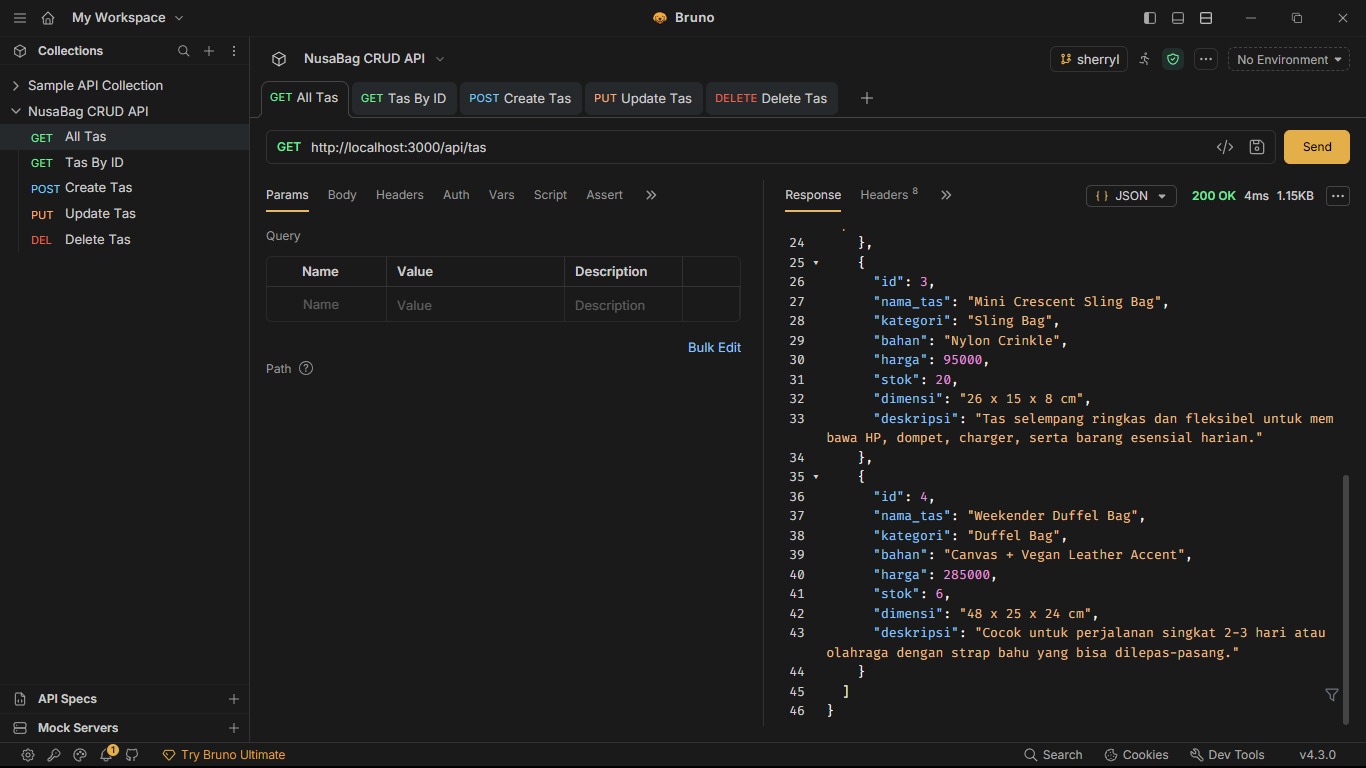 My Workspace
Bruno
Collections
Sample API Collection
NusaBag CRUD API
GET All Tas
GET Tas By ID
POST Create Tas
PUT Update Tas
DEL Delete Tas
API Specs
Mock Servers
NusaBag CRUD API
sherryl
No Environment
GET All Tas
GET Tas By ID
POST Create Tas
PUT Update Tas
DELETE Delete Tas
GET http://localhost:3000/api/tas
Send
Params Body Headers Auth Vars Script Assert
Query
Name Value Description
Name Value Description
Bulk Edit
Path
Response Headers 8
{ } JSON
200 OK 4ms 1.15KB
24 },
25 {
26 "id": 3,
27 "nama_tas": "Mini Crescent Sling Bag",
28 "kategori": "Sling Bag",
29 "bahan": "Nylon Crinkle",
30 "harga": 95000,
31 "stok": 20,
32 "dimensi": "26 x 15 x 8 cm",
33 "deskripsi": "Tas selempang ringkas dan fleksibel untuk mem
bawa HP, dompet, charger, serta barang esensial harian."
34 },
35 {
36 "id": 4,
37 "nama_tas": "Weekender Duffel Bag",
38 "kategori": "Duffel Bag",
39 "bahan": "Canvas + Vegan Leather Accent",
40 "harga": 285000,
41 "stok": 6,
42 "dimensi": "48 x 25 x 24 cm",
43 "deskripsi": "Cocok untuk perjalanan singkat 2-3 hari atau
olahraga dengan strap bahu yang bisa dilepas-pasang."
44 }
45 ]
46 }
1
Try Bruno Ultimate
Search
Cookies
Dev Tools
v4.3.0